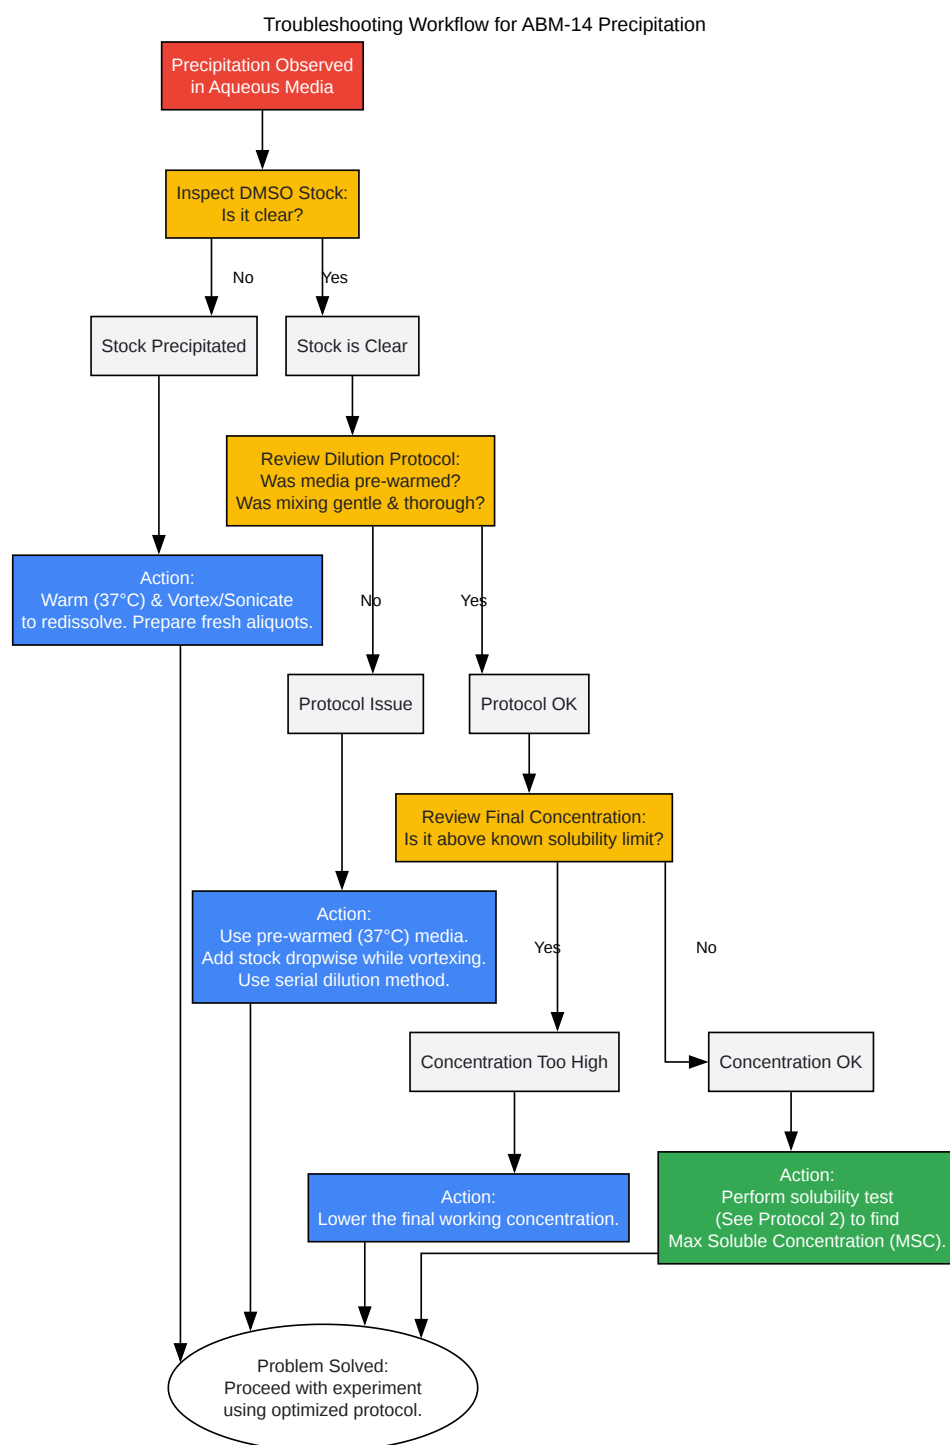 Troubleshooting Workflow for ABM-14 Precipitation
Precipitation Observed
in Aqueous Media
Inspect DMSO Stock:
Is it clear?
No
Yes
Stock Precipitated
Stock is Clear
Review Dilution Protocol:
Was media pre-warmed?
Was mixing gentle & thorough?
Action:
Warm (37°C) & Vortex/Sonicate
to redissolve. Prepare fresh aliquots.
No
Yes
Protocol Issue
Protocol OK
Review Final Concentration:
Is it above known solubility limit?
Action:
Use pre-warmed (37°C) media.
Add stock dropwise while vortexing.
Use serial dilution method.
Yes
No
Concentration Too High
Concentration OK
Action:
Lower the final working concentration.
Action:
Perform solubility test
(See Protocol 2) to find
Max Soluble Concentration (MSC).
Problem Solved:
Proceed with experiment
using optimized protocol.